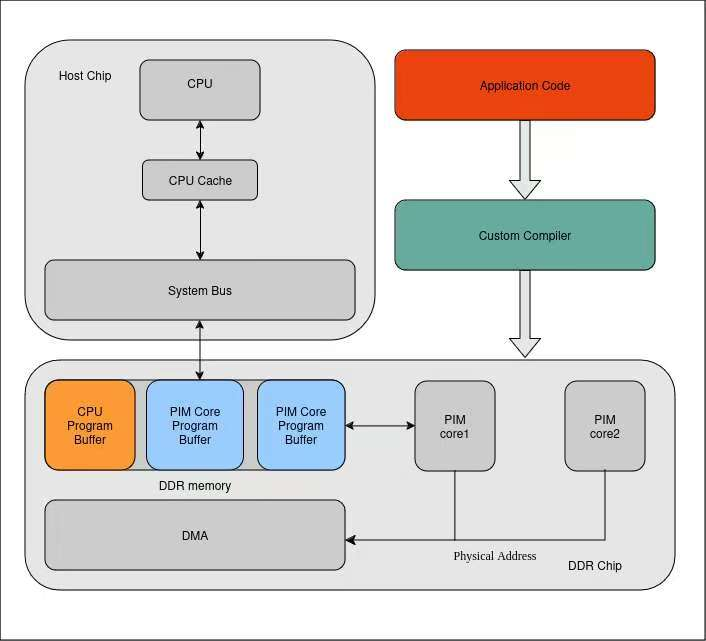 Host Chip
CPU
CPU Cache
System Bus
Application Code
Custom Compiler
CPU
Program
Buffer
PIM Core
Program
Buffer
PIM Core
Program
Buffer
PIM
core1
PIM
core2
DDR memory
DMA
Physical Address
DDR Chip